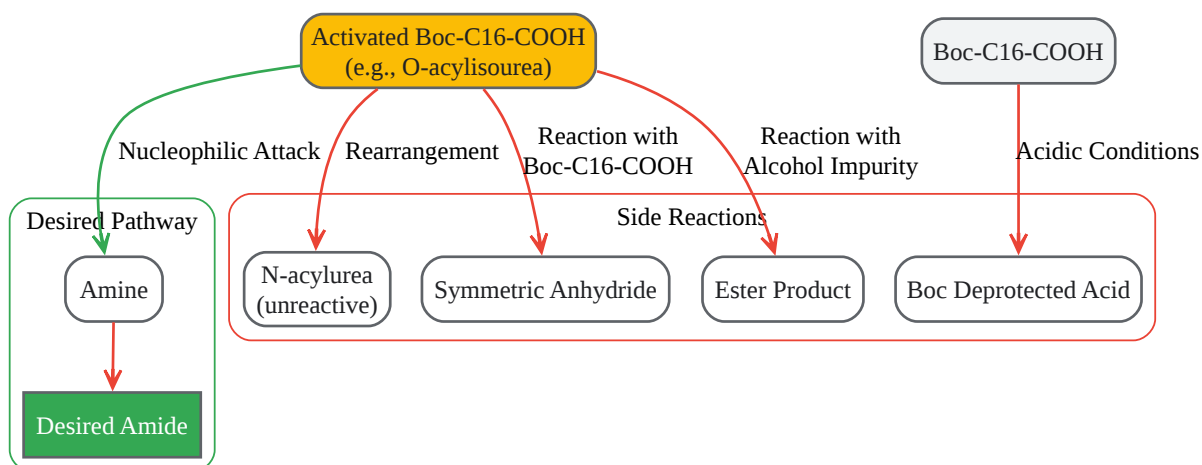 Activated Boc-C16-COOH
(e.g., O-acylisourea)
Boc-C16-COOH
Nucleophilic Attack
Rearrangement
Reaction with
Boc-C16-COOH
Reaction with
Alcohol Impurity
Acidic Conditions
Desired Pathway
Side Reactions
Amine
N-acylurea
(unreactive)
Symmetric Anhydride
Ester Product
Boc Deprotected Acid
Desired Amide